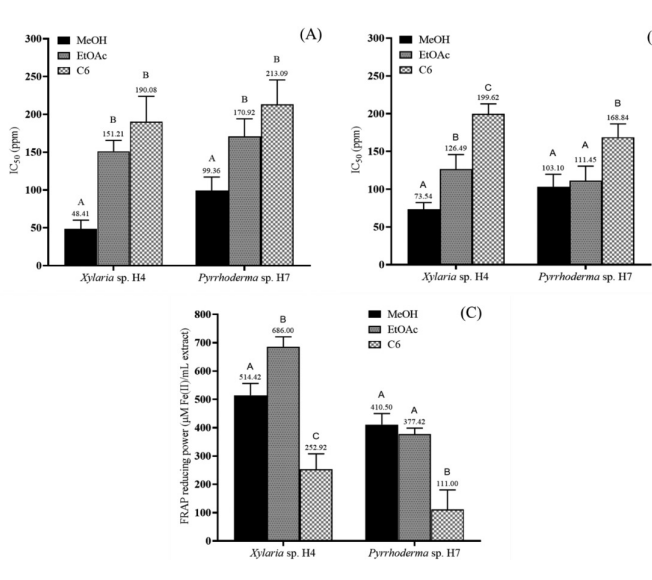 (A)
MeOH
EtOAc
C6
300
250
200
150
100
50
0
IC50 (ppm)
A
48.41
B
151.21
B
190.08
A
99.36
B
170.92
B
213.09
Xylaria sp. H4
Pyrrhoderma sp. H7
(
MeOH
EtOAc
C6
300
250
200
150
100
50
0
IC50 (ppm)
A
73.54
B
126.49
C
199.62
A
103.10
A
111.45
B
168.84
Xylaria sp. H4
Pyrrhoderma sp. H7
(C)
MeOH
EtOAc
C6
800
700
600
500
400
300
200
100
0
FRAP reducing power (μM Fe(II)/mL extract)
A
514.42
B
686.00
C
252.92
A
410.50
A
377.42
B
111.00
Xylaria sp. H4
Pyrrhoderma sp. H7